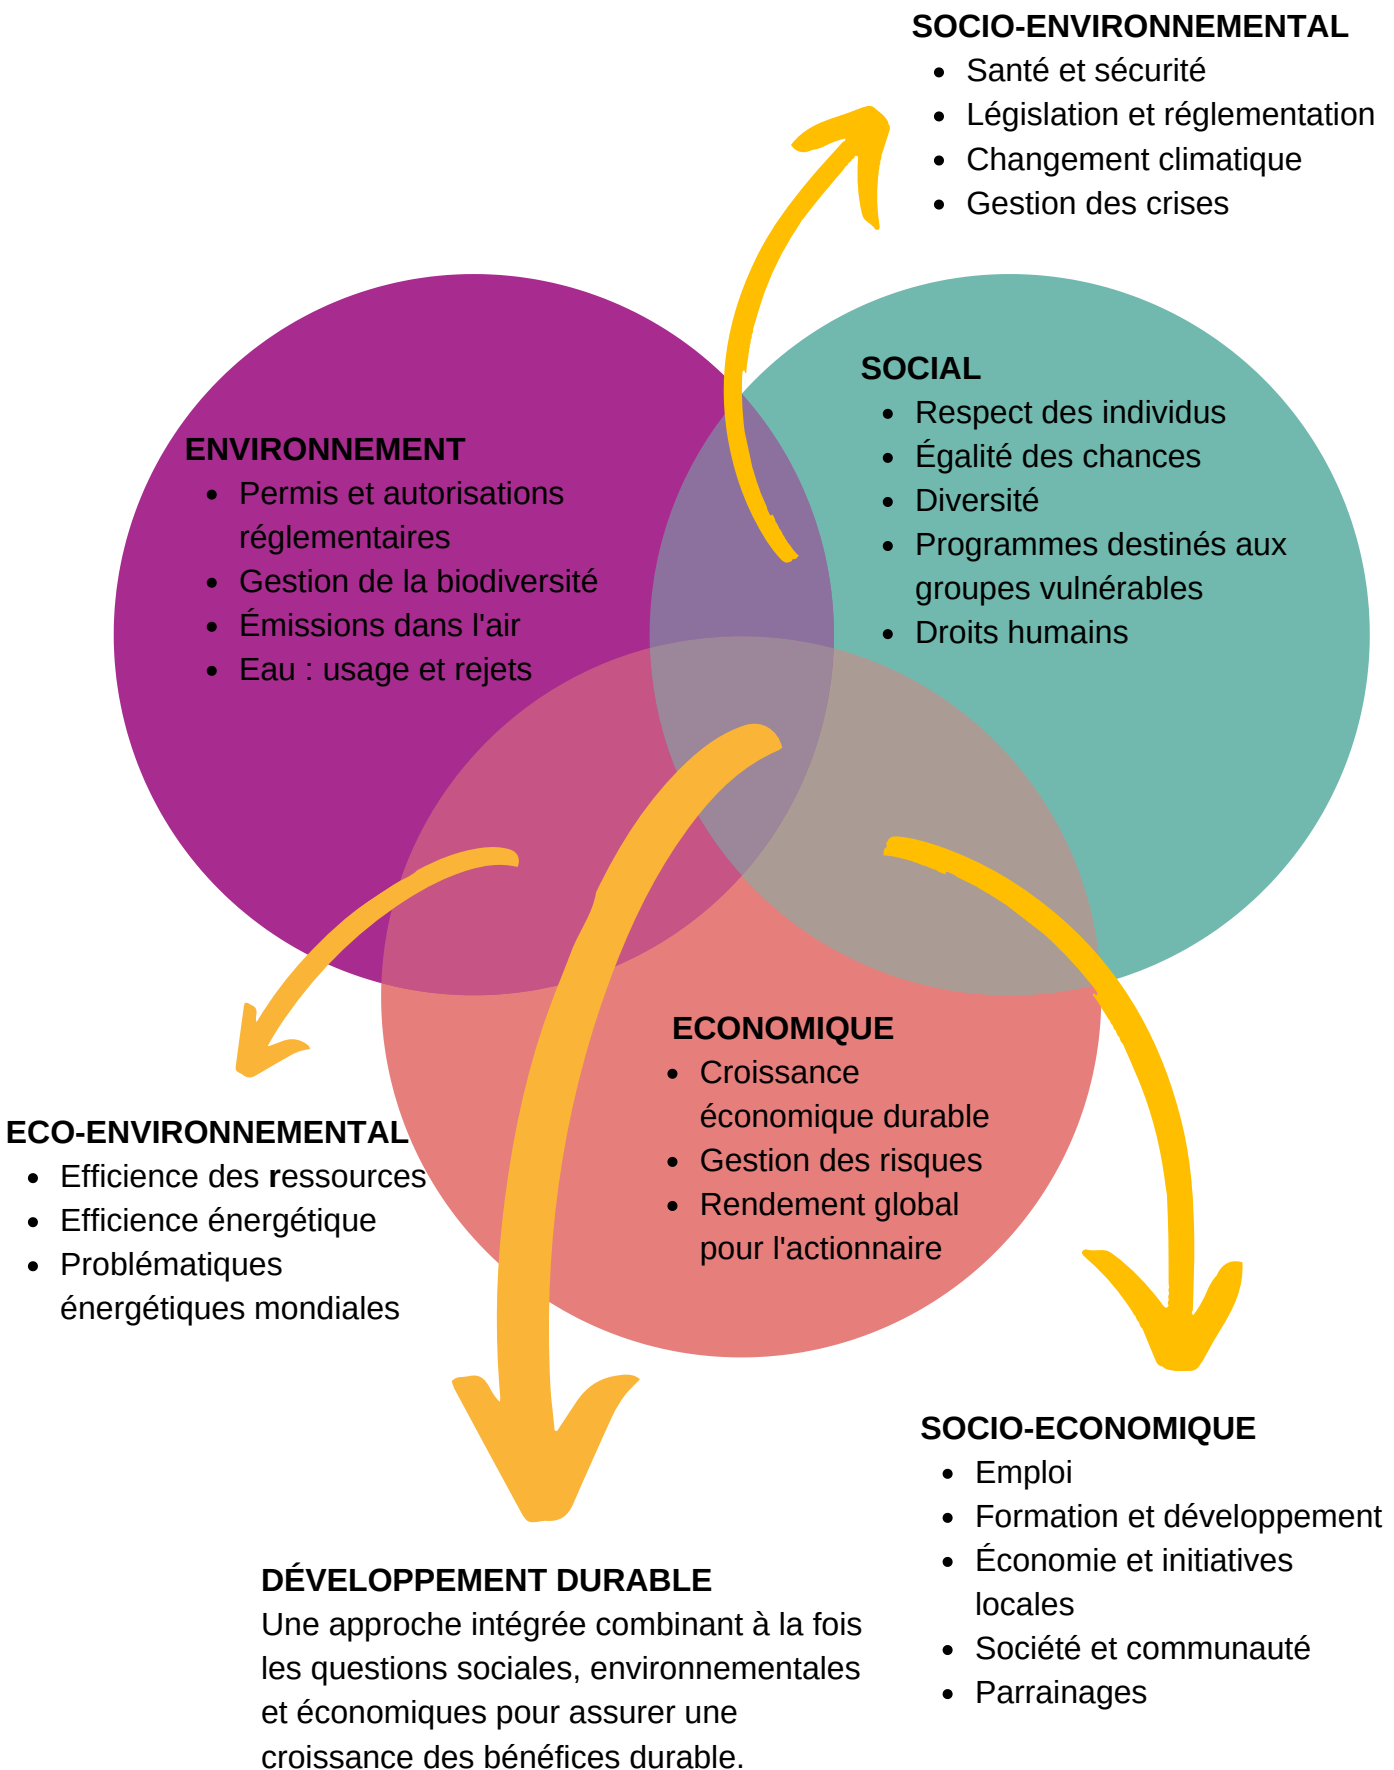 SOCIO-ENVIRONNEMENTAL
• Santé et sécurité
• Législation et réglementation
• Changement climatique
• Gestion des crises
SOCIAL
• Respect des individus
• Égalité des chances
• Diversité
• Programmes destinés aux
groupes vulnérables
• Droits humains
ENVIRONNEMENT
• Permis et autorisations
réglementaires
• Gestion de la biodiversité
• Émissions dans l'air
• Eau : usage et rejets
ECONOMIQUE
• Croissance
économique durable
• Gestion des risques
• Rendement global
pour l'actionnaire
ECO-ENVIRONNEMENTAL
• Efficience des ressources
• Efficience énergétique
• Problématiques
énergétiques mondiales
SOCIO-ECONOMIQUE
• Emploi
• Formation et développement
• Économie et initiatives
locales
• Société et communauté
• Parrainages
DÉVELOPPEMENT DURABLE
Une approche intégrée combinant à la fois
les questions sociales, environnementales
et économiques pour assurer une
croissance des bénéfices durable.